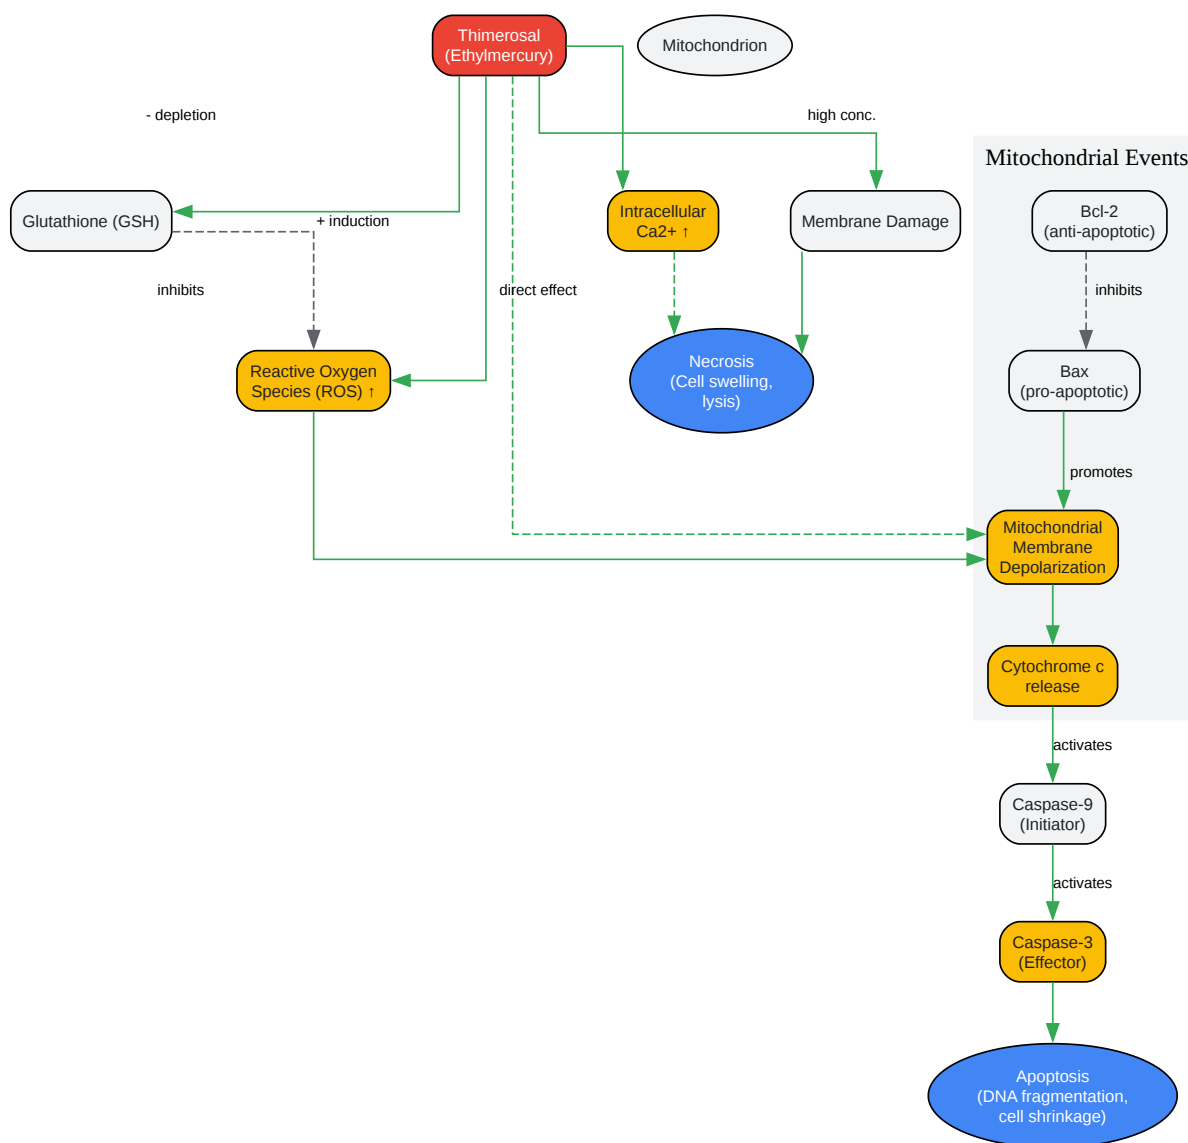 Thimerosal
(Ethylmercury)
Mitochondrion
- depletion
high conc.
Mitochondrial Events
Glutathione (GSH)
+ induction
Intracellular
Ca2+ ↑
Membrane Damage
Bcl-2
(anti-apoptotic)
inhibits
direct effect
inhibits
Reactive Oxygen
Species (ROS) ↑
Necrosis
(Cell swelling,
lysis)
Bax
(pro-apoptotic)
promotes
Mitochondrial
Membrane
Depolarization
Cytochrome c
release
activates
Caspase-9
(Initiator)
activates
Caspase-3
(Effector)
Apoptosis
(DNA fragmentation,
cell shrinkage)